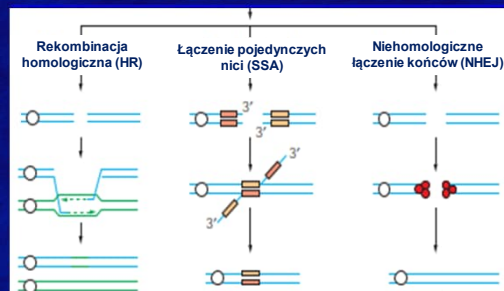 Rekombinacja
homologiczna (HR)
Łączenie pojedynczych
nici (SSA)
Niehomologiczne
łączenie końców (NHEJ)
3′
3′
3′
3′